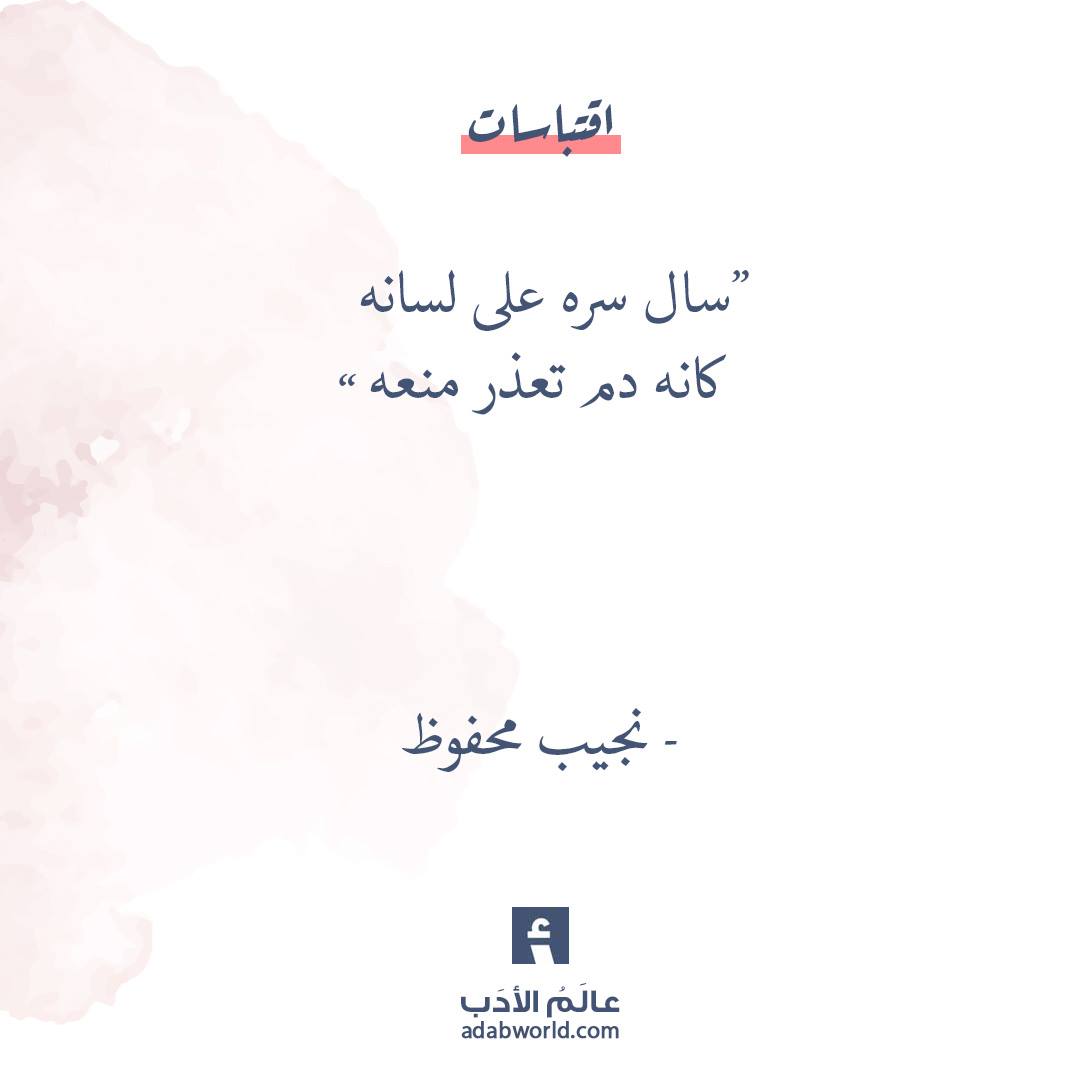 اقتباسات
”سال سره على لسانه
كانه دم تعذر منعه “
- نجيب محفوظ
أ
عالَمُ الأدَب
adabworld.com